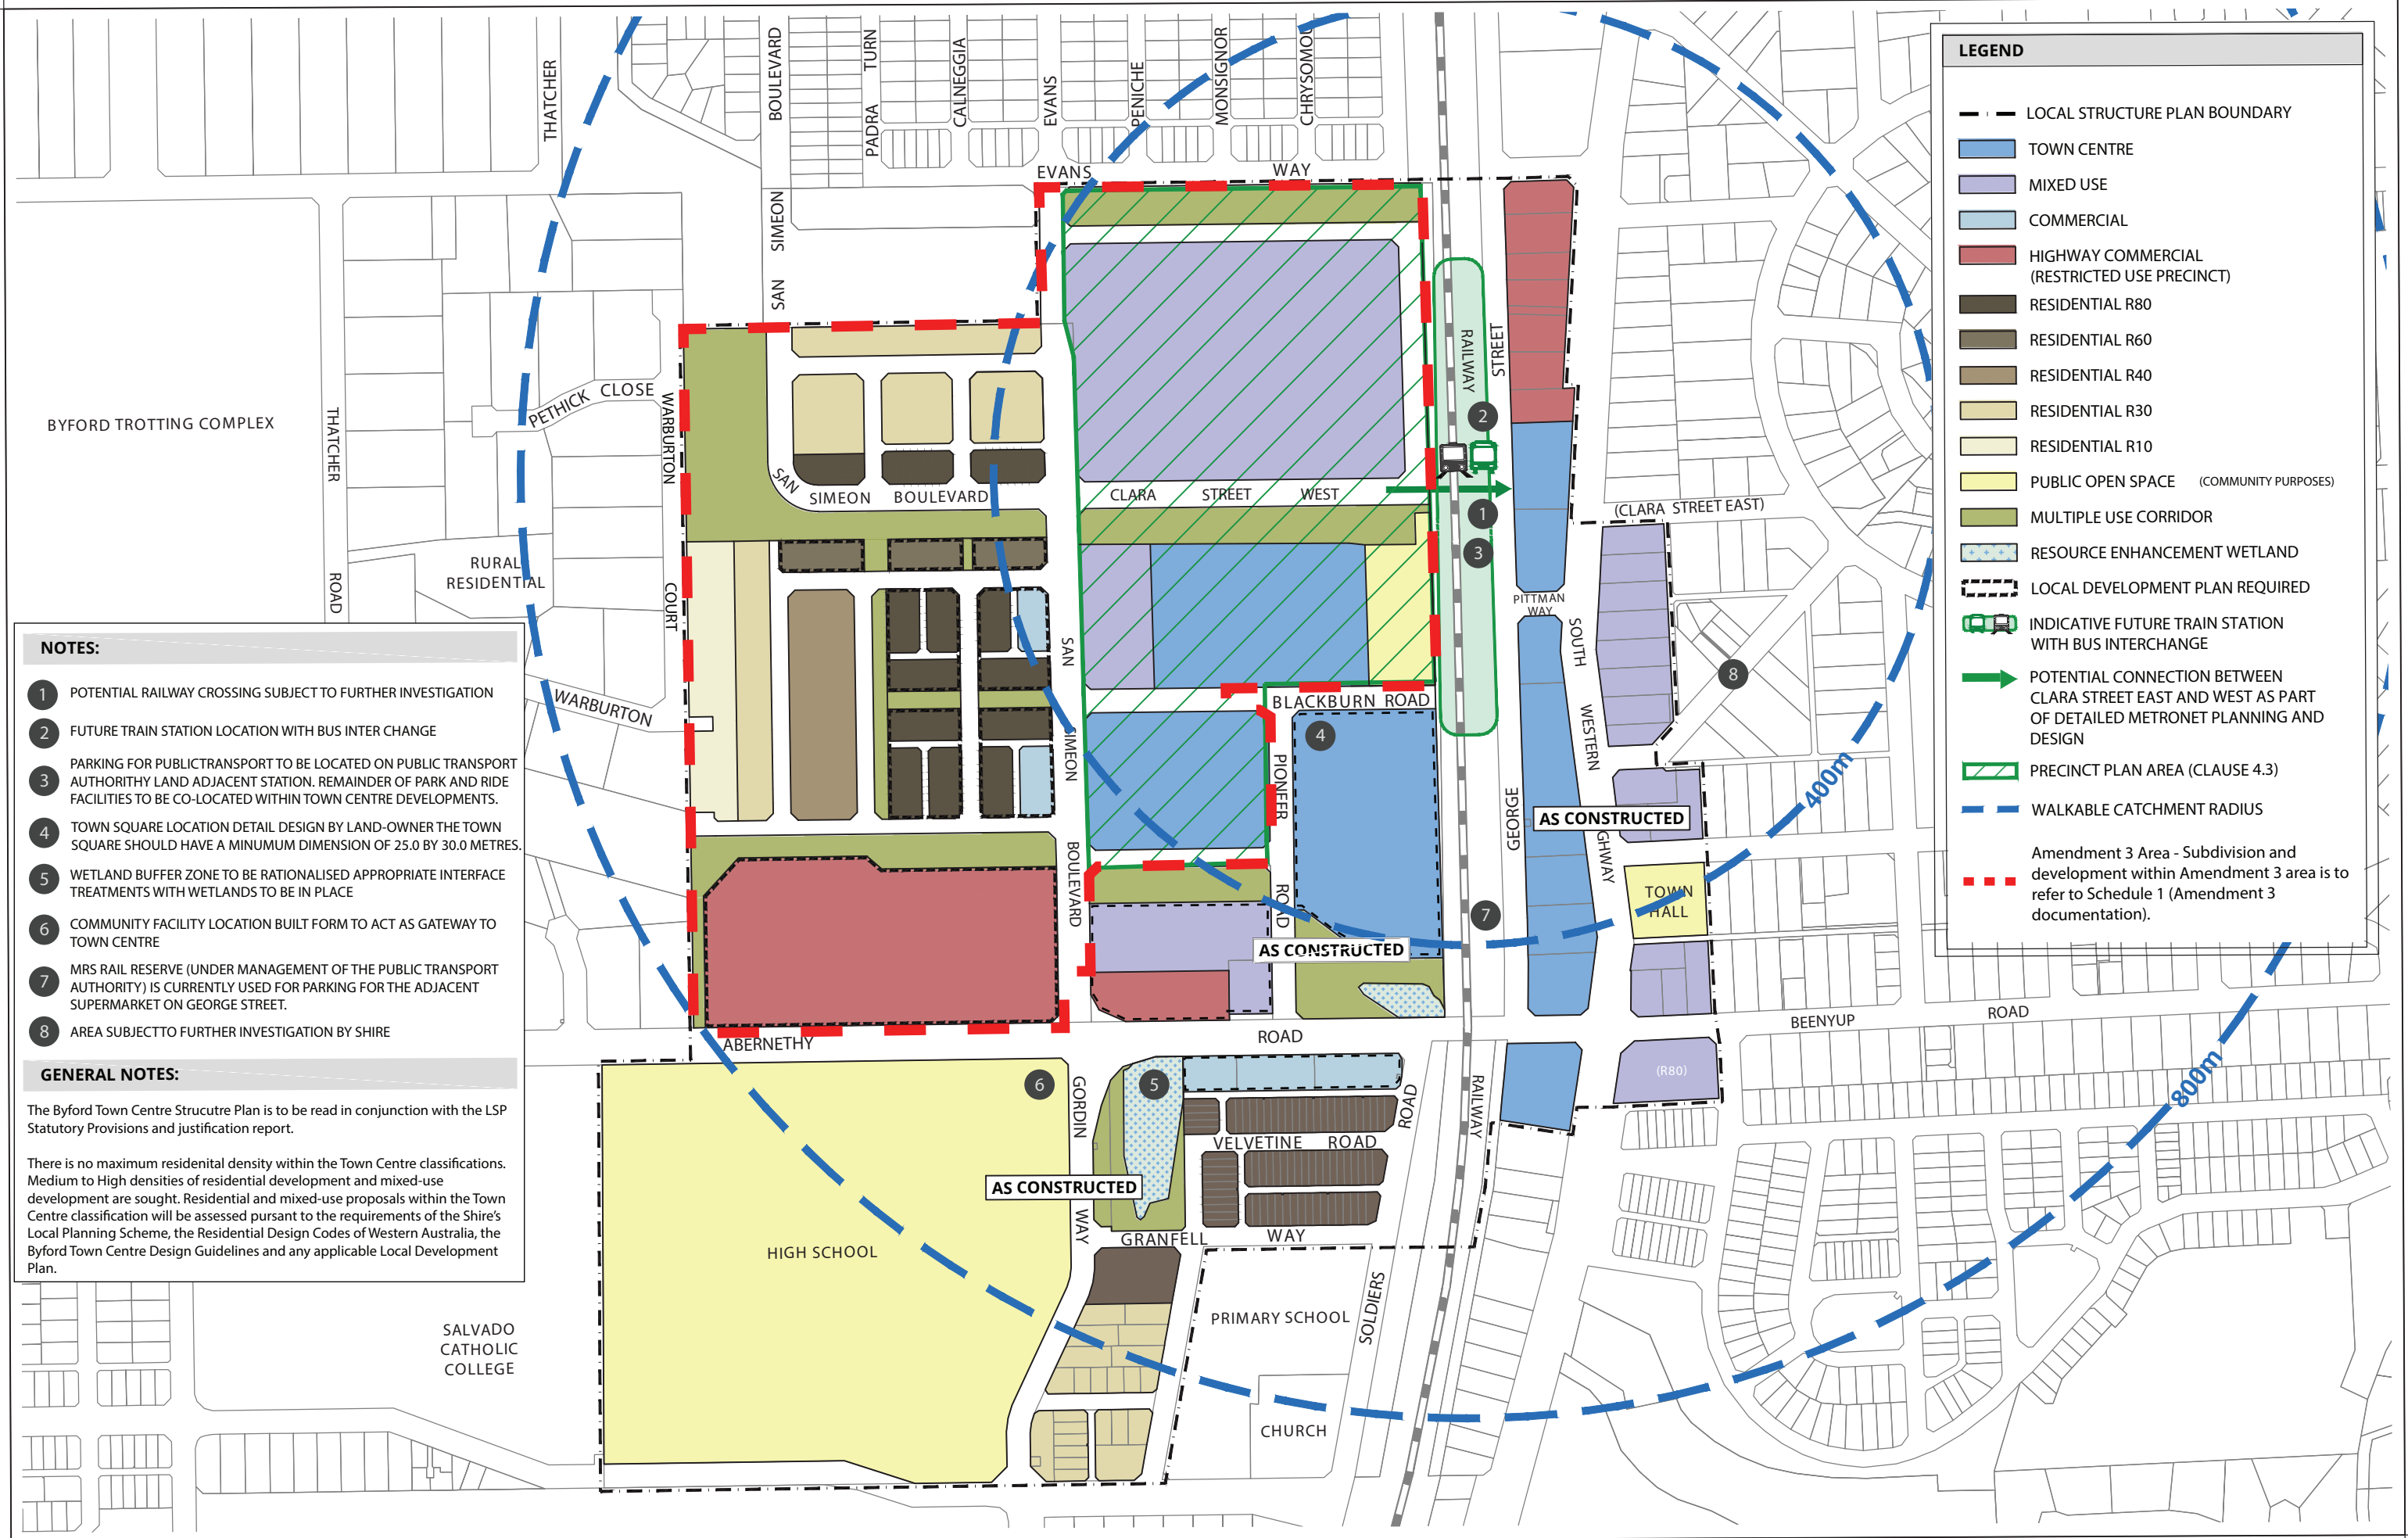 BOULEVARD
PADRA TURN
CALNEGGIA
EVANS
PENICHE
MONSIGNOR
THATCHER
EVANS WAY
SAN SIMEON
BYFORD TROTTING COMPLEX
THATCHER
ROAD
PETHICK CLOSE
WARBURTON
COURT
RURAL
RESIDENTIAL
WARBURTON
SAN
SIMEON BOULEVARD
CLARA STREET WEST
RAILWAY
STREET
2
1
3
(CLARA STREET EAST)
PITTMAN
WAY
SOUTH
WESTERN
8
SAN
SIMEON
BOULEVARD
BLACKBURN ROAD
4
PIONEER
ROAD
GEORGE
AS CONSTRUCTED
GHWAY
400m
TOWN
HALL
7
AS CONSTRUCTED
ABERNETHY ROAD
BEENYUP ROAD
(R80)
800m
6
GORDIN
WAY
5
ROAD
RAILWAY
VELVETINE ROAD
AS CONSTRUCTED
GRANFELL WAY
HIGH SCHOOL
PRIMARY SCHOOL
SOLDIERS
CHURCH
SALVADO
CATHOLIC
COLLEGE
NOTES:
1 POTENTIAL RAILWAY CROSSING SUBJECT TO FURTHER INVESTIGATION
2 FUTURE TRAIN STATION LOCATION WITH BUS INTER CHANGE
3 PARKING FOR PUBLICTRANSPORT TO BE LOCATED ON PUBLIC TRANSPORT
AUTHORITHY LAND ADJACENT STATION. REMAINDER OF PARK AND RIDE
FACILITIES TO BE CO-LOCATED WITHIN TOWN CENTRE DEVELOPMENTS.
4 TOWN SQUARE LOCATION DETAIL DESIGN BY LAND-OWNER THE TOWN
SQUARE SHOULD HAVE A MINUMUM DIMENSION OF 25.0 BY 30.0 METRES.
5 WETLAND BUFFER ZONE TO BE RATIONALISED APPROPRIATE INTERFACE
TREATMENTS WITH WETLANDS TO BE IN PLACE
6 COMMUNITY FACILITY LOCATION BUILT FORM TO ACT AS GATEWAY TO
TOWN CENTRE
7 MRS RAIL RESERVE (UNDER MANAGEMENT OF THE PUBLIC TRANSPORT
AUTHORITY) IS CURRENTLY USED FOR PARKING FOR THE ADJACENT
SUPERMARKET ON GEORGE STREET.
8 AREA SUBJECTTO FURTHER INVESTIGATION BY SHIRE
GENERAL NOTES:
The Byford Town Centre Strucutre Plan is to be read in conjunction with the LSP
Statutory Provisions and justification report.
There is no maximum residenital density within the Town Centre classifications.
Medium to High densities of residential development and mixed-use
development are sought. Residential and mixed-use proposals within the Town
Centre classification will be assessed pursant to the requirements of the Shire's
Local Planning Scheme, the Residential Design Codes of Western Australia, the
Byford Town Centre Design Guidelines and any applicable Local Development
Plan.
LEGEND
LOCAL STRUCTURE PLAN BOUNDARY
TOWN CENTRE
MIXED USE
COMMERCIAL
HIGHWAY COMMERCIAL
(RESTRICTED USE PRECINCT)
RESIDENTIAL R80
RESIDENTIAL R60
RESIDENTIAL R40
RESIDENTIAL R30
RESIDENTIAL R10
PUBLIC OPEN SPACE (COMMUNITY PURPOSES)
MULTIPLE USE CORRIDOR
RESOURCE ENHANCEMENT WETLAND
LOCAL DEVELOPMENT PLAN REQUIRED
INDICATIVE FUTURE TRAIN STATION
WITH BUS INTERCHANGE
POTENTIAL CONNECTION BETWEEN
CLARA STREET EAST AND WEST AS PART
OF DETAILED METRONET PLANNING AND
DESIGN
PRECINCT PLAN AREA (CLAUSE 4.3)
WALKABLE CATCHMENT RADIUS
Amendment 3 Area - Subdivision and
development within Amendment 3 area is to
refer to Schedule 1 (Amendment 3
documentation).